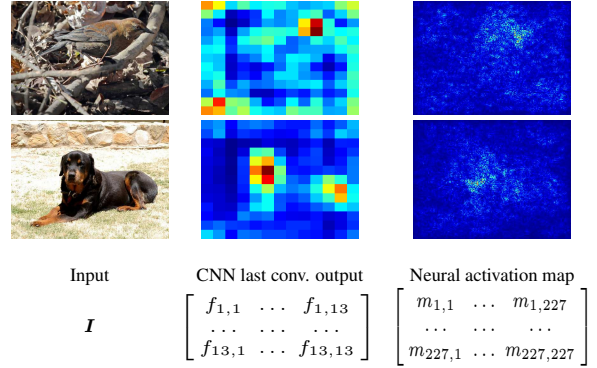 Input CNN last conv. output Neural activation map
I
f1,1 ... f1,13
... ... ...
f13,1 ... f13,13
m1,1 ... m1,227
... ... ...
m227,1 ... m227,227